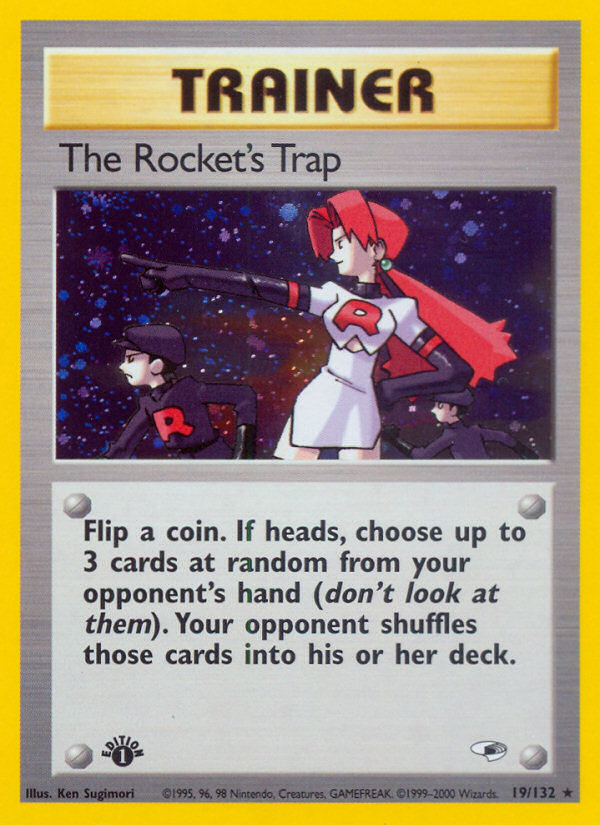 TRAINER
The Rocket's Trap
R
R
Flip a coin. If heads, choose up to
3 cards at random from your
opponent's hand (don't look at
them). Your opponent shuffles
those cards into his or her deck.
EDITION
1
Illus. Ken Sugimori ©1995, 96, 98 Nintendo, Creatures, GAMEFREAK. ©1999-2000 Wizards. 19/132 ★